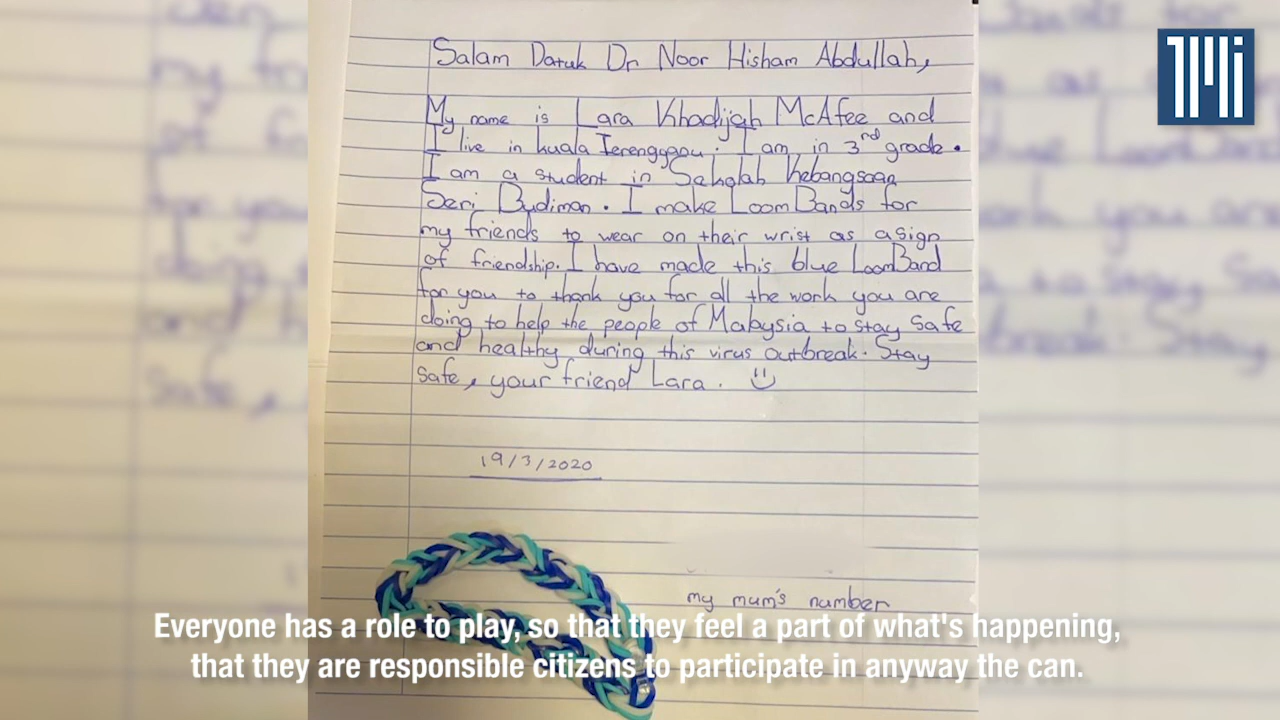 Salam Datuk Dr Noor Hisham Abdullah,
My name is Lara Khadijah McAfee and
I live in Kuala Terengganu. I am in 3rd grade.
I am a student in Sekolah Kebangsaan
Seri Budiman. I make Loom Bands for
my friends to wear on their wrist as a sign
of friendship. I have made this blue LoomBand
for you to thank you for all the work you are
doing to help the people of Malaysia to stay safe
and healthy during this virus outbreak. Stay
safe, your friend Lara.
19/3/2020
my mum's number
Everyone has a role to play, so that they feel a part of what's happening,
that they are responsible citizens to participate in anyway the can.
TMi